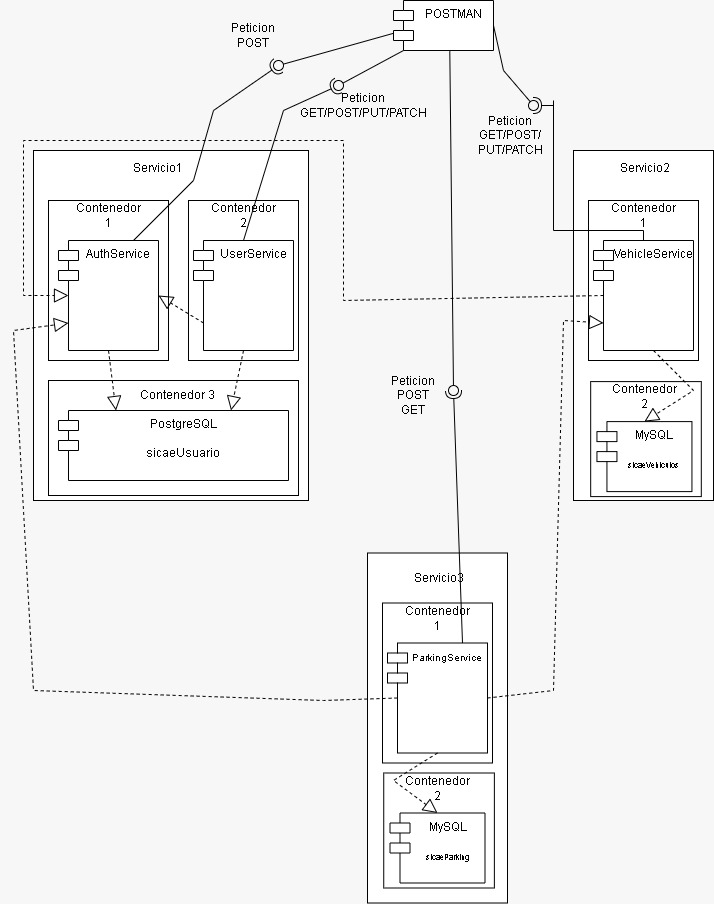 POSTMAN
Peticion
POST
Peticion
GET/POST/PUT/PATCH
Peticion
GET/POST/
PUT/PATCH
Servicio1
Contenedor
1
AuthService
Contenedor
2
UserService
Contenedor 3
PostgreSQL
sicaeUsuario
Servicio2
Contenedor
1
VehicleService
Contenedor
2
MySQL
sicaeVehiculos
Peticion
POST
GET
Servicio3
Contenedor
1
ParkingService
Contenedor
2
MySQL
sicaeParking